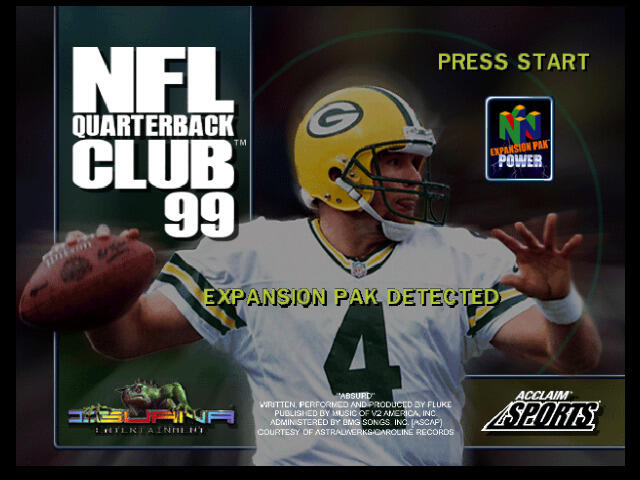 NFL
QUARTERBACK
CLUB™
99
PRESS START
EXPANSION PAK
POWER
EXPANSION PAK DETECTED
4
"ABSURD"
WRITTEN, PERFORMED AND PRODUCED BY FLUKE
PUBLISHED BY MUSIC OF V2 AMERICA, INC.
ADMINISTERED BY BMG SONGS, INC. [ASCAP]
COURTESY OF ASTRALWERKS/CAROLINE RECORDS
IGUANA
ENTERTAINMENT
ACCLAIM™
SPORTS